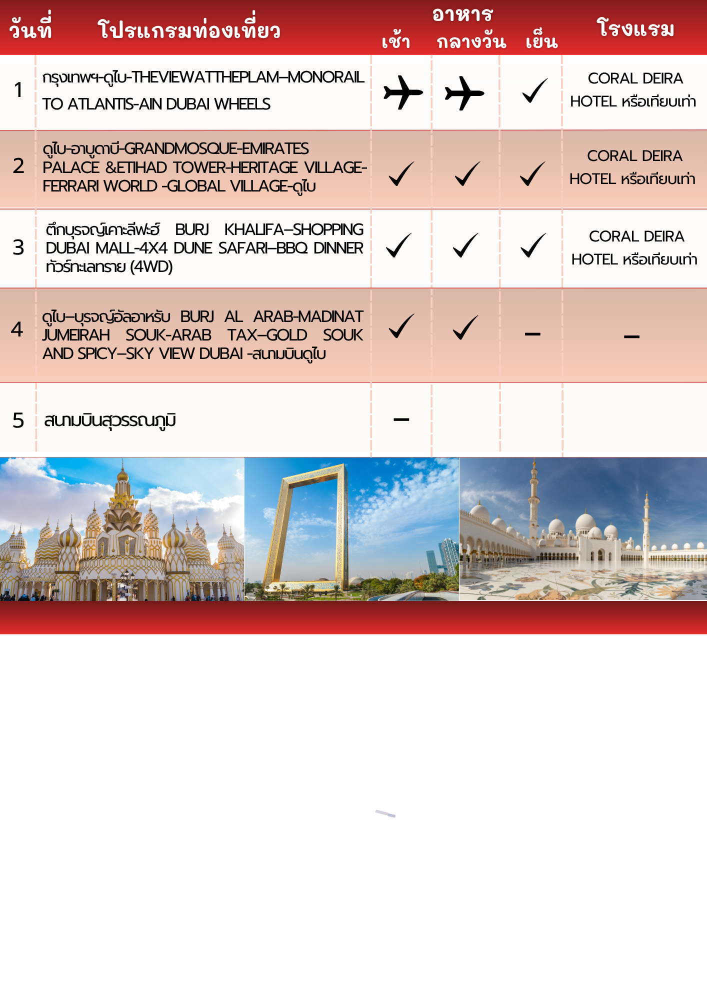 วันที่ โปรแกรมท่องเที่ยว อาหาร โรงแรม
เช้า กลางวัน เย็น
1
กรุงเทพฯ-ดูไบ-THEVIEWATTHEPLAM–MONORAIL
TO ATLANTIS-AIN DUBAI WHEELS
CORAL DEIRA
HOTEL หรือเทียบเท่า
2
ดูไบ-อาบูดาบี-GRANDMOSQUE-EMIRATES
PALACE &ETIHAD TOWER-HERITAGE VILLAGE-
FERRARI WORLD -GLOBAL VILLAGE-ดูไบ
CORAL DEIRA
HOTEL หรือเทียบเท่า
3
ตึกบุรจญ์เคาะลีฟะฮ์ BURJ KHALIFA–SHOPPING
DUBAI MALL-4X4 DUNE SAFARI–BBQ DINNER
ทัวร์ทะเลทราย (4WD)
CORAL DEIRA
HOTEL หรือเทียบเท่า
4
ดูไบ–บุรจญ์อัลอาหรับ BURJ AL ARAB-MADINAT
JUMEIRAH SOUK-ARAB TAX–GOLD SOUK
AND SPICY–SKY VIEW DUBAI -สนามบินดูไบ
– –
5
สนามบินสุวรรณภูมิ
–